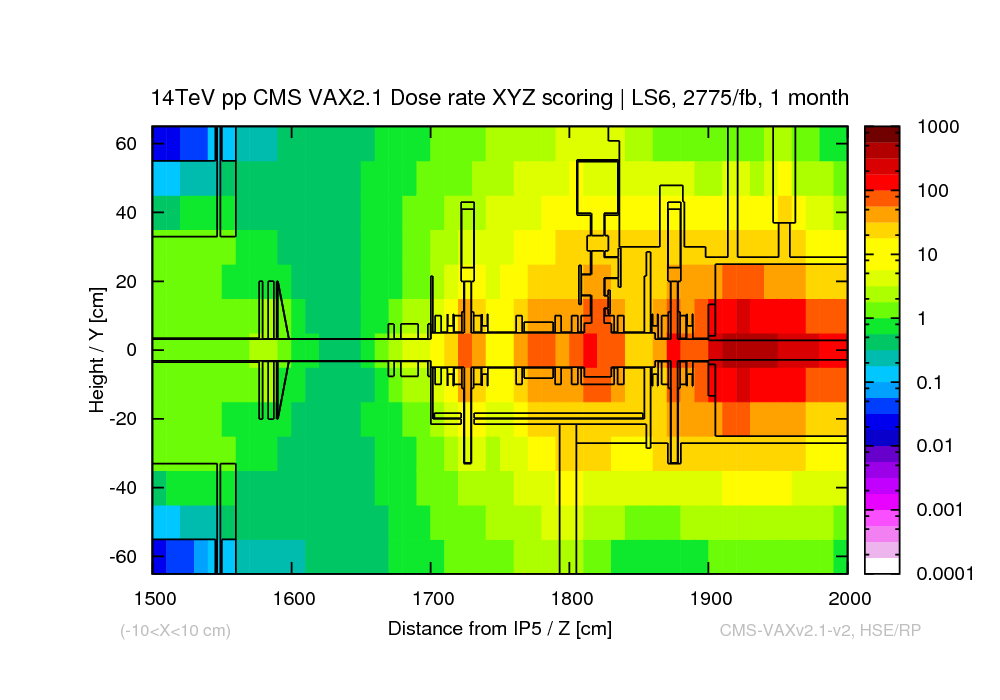 14TeV pp CMS VAX2.1 Dose rate XYZ scoring | LS6, 2775/fb, 1 month
60
40
20
0
-20
-40
-60
Height / Y [cm]
1500 1600 1700 1800 1900 2000
Distance from IP5 / Z [cm]
1000
100
10
1
0.1
0.01
0.001
0.0001
(-10<X<10 cm)
CMS-VAXv2.1-v2, HSE/RP